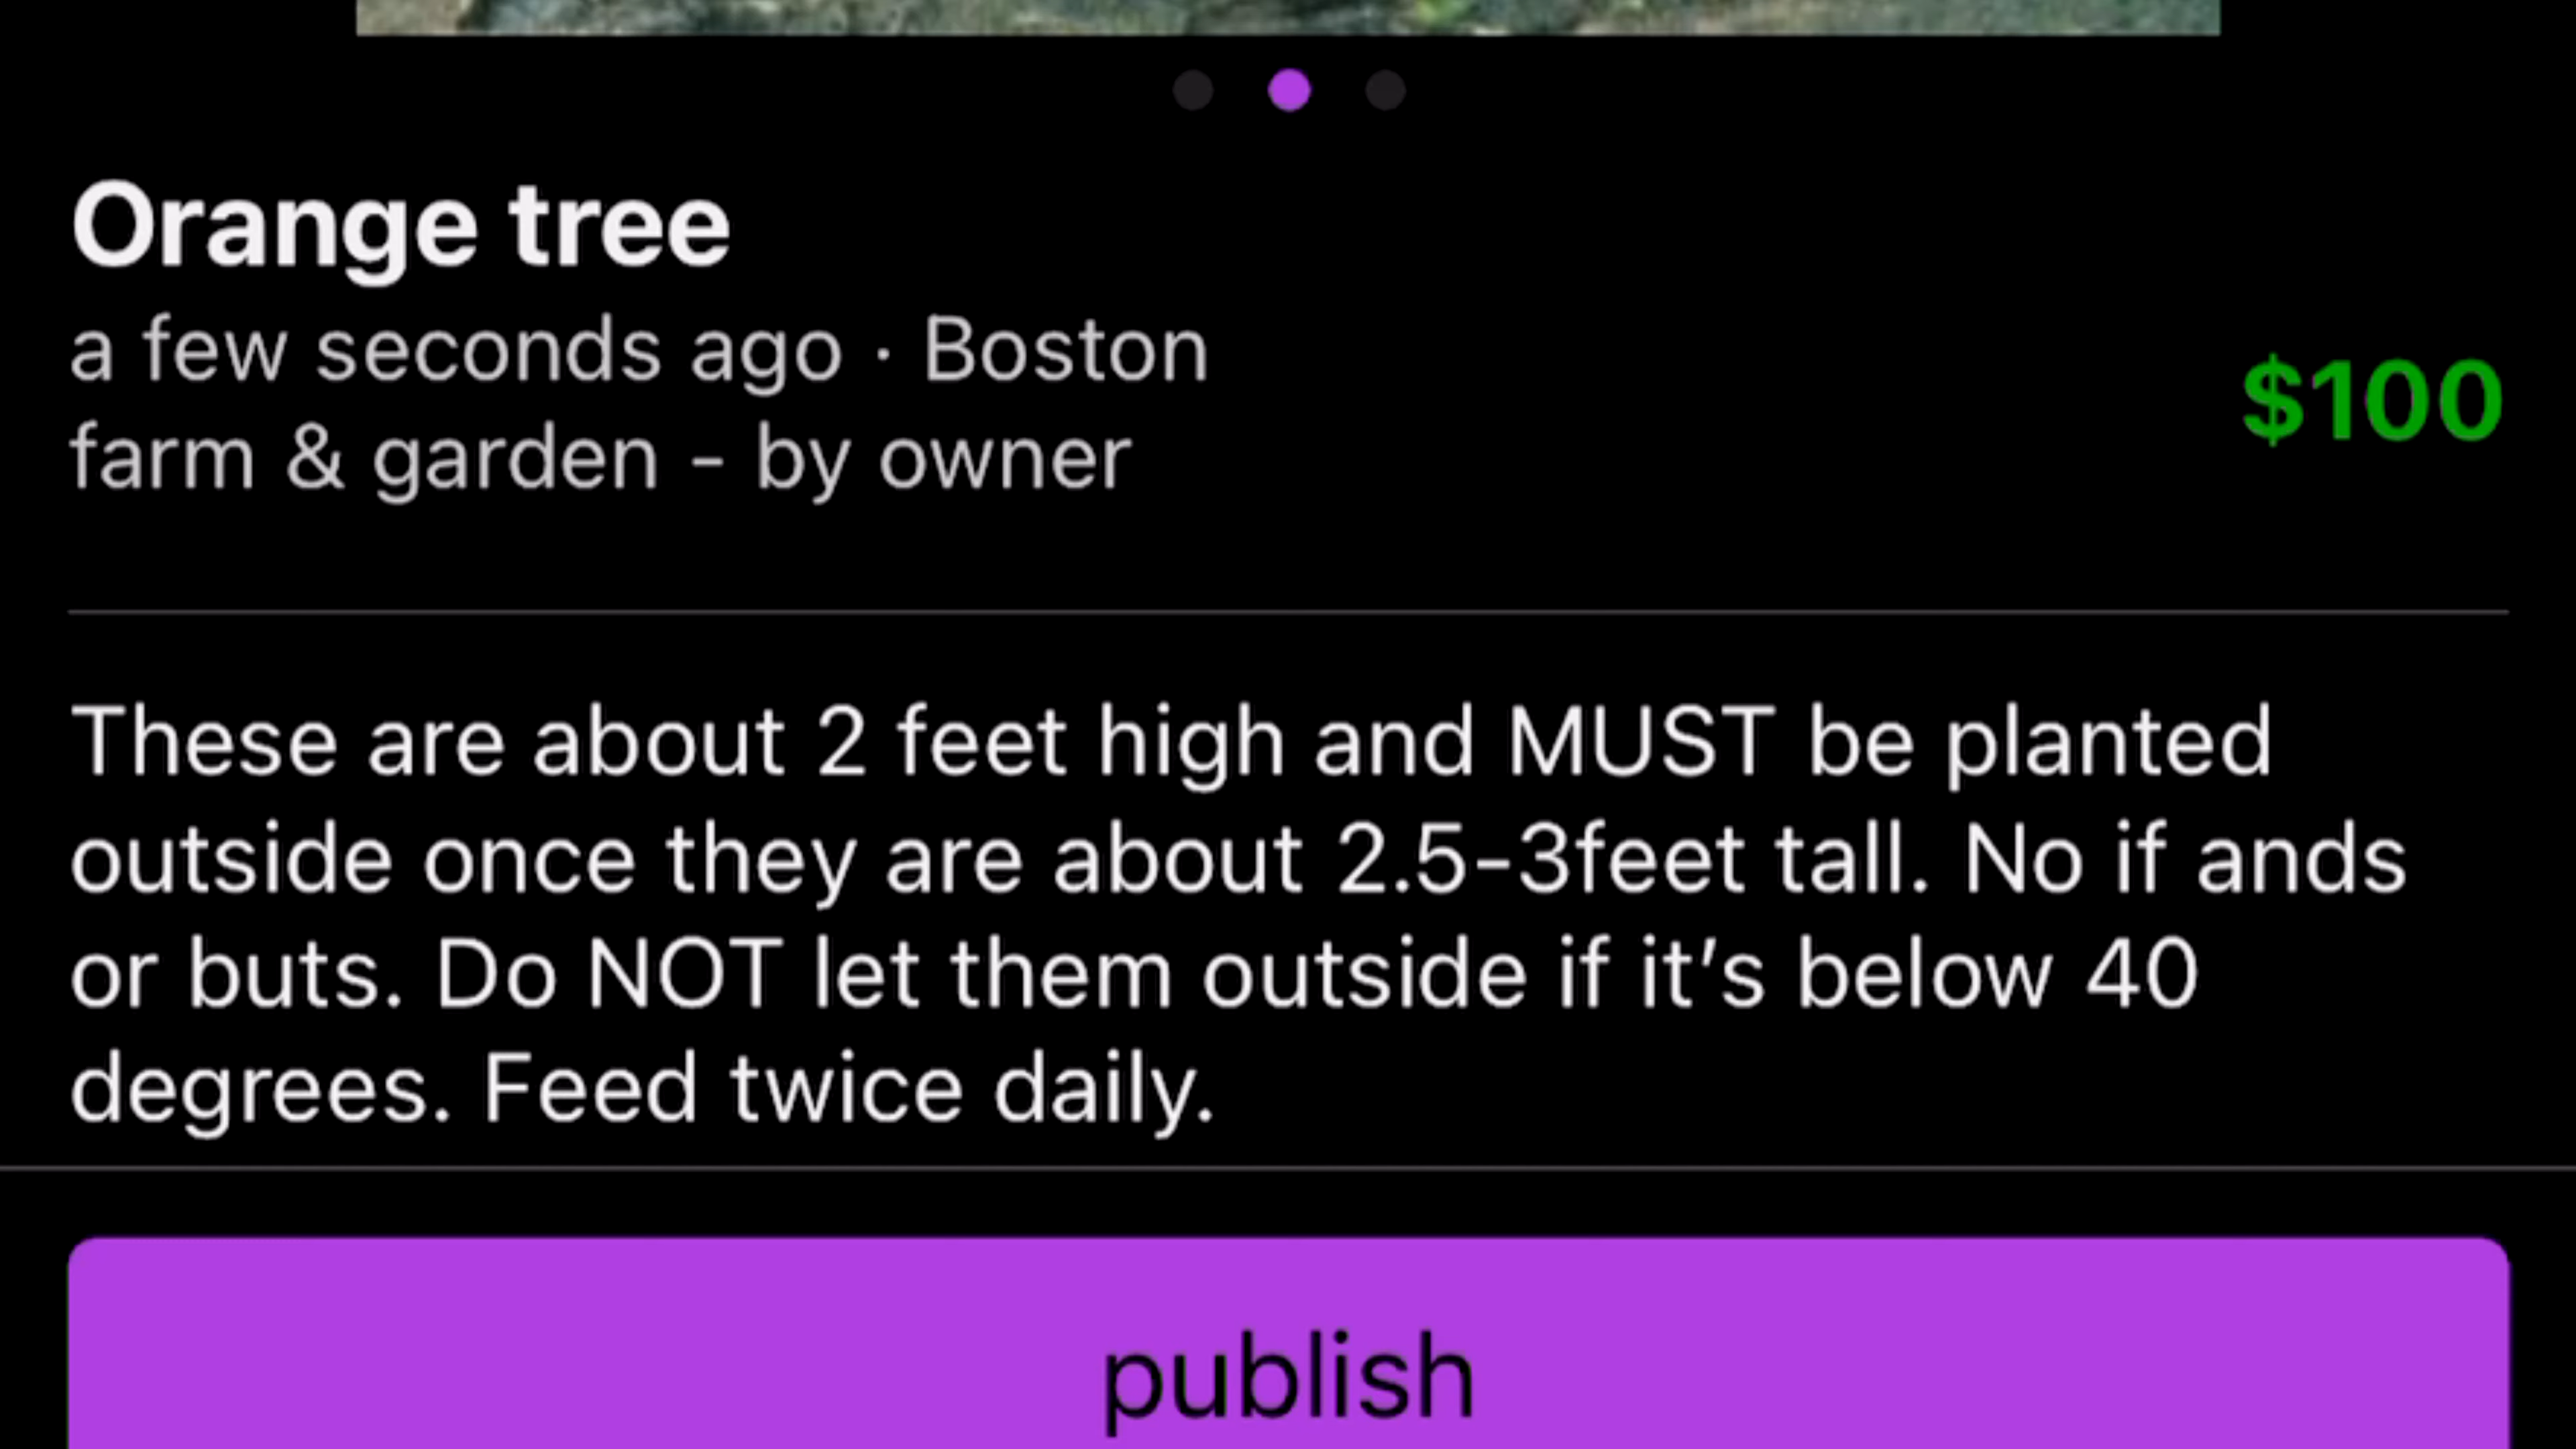 Orange tree
a few seconds ago · Boston
farm & garden - by owner
$100
These are about 2 feet high and MUST be planted
outside once they are about 2.5-3feet tall. No if ands
or buts. Do NOT let them outside if it’s below 40
degrees. Feed twice daily.
publish